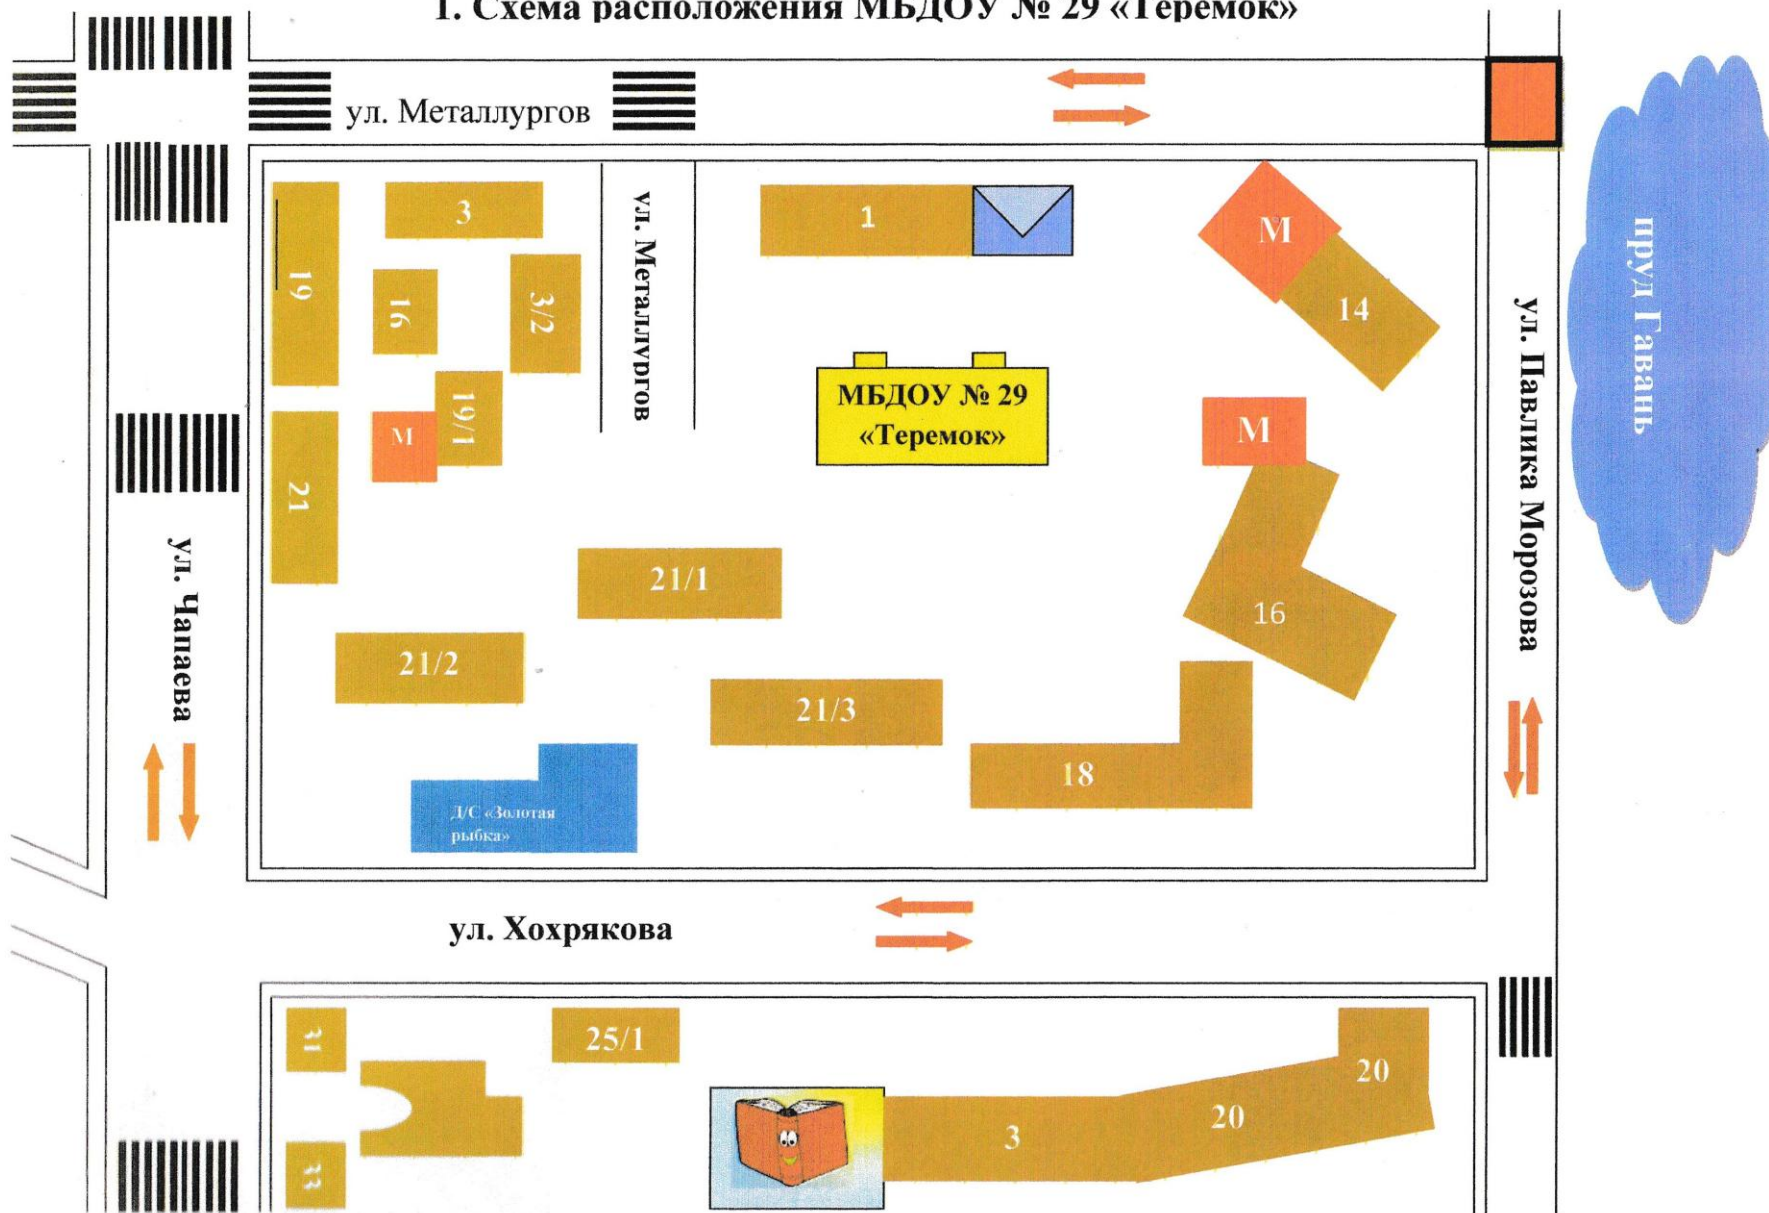 1. Схема расположения МБДОУ № 29 «Теремок»
ул. Металлургов
3
1
М
19
16
3/2
ул. Металлургов
14
ул. Павлика Морозова
пруд Гавань
МБДОУ № 29
«Теремок»
М
19/1
М
21
ул. Чапаева
21/1
16
21/2
21/3
18
Д/С «Золотая
рыбка»
ул. Хохрякова
31
25/1
20
20
3
33